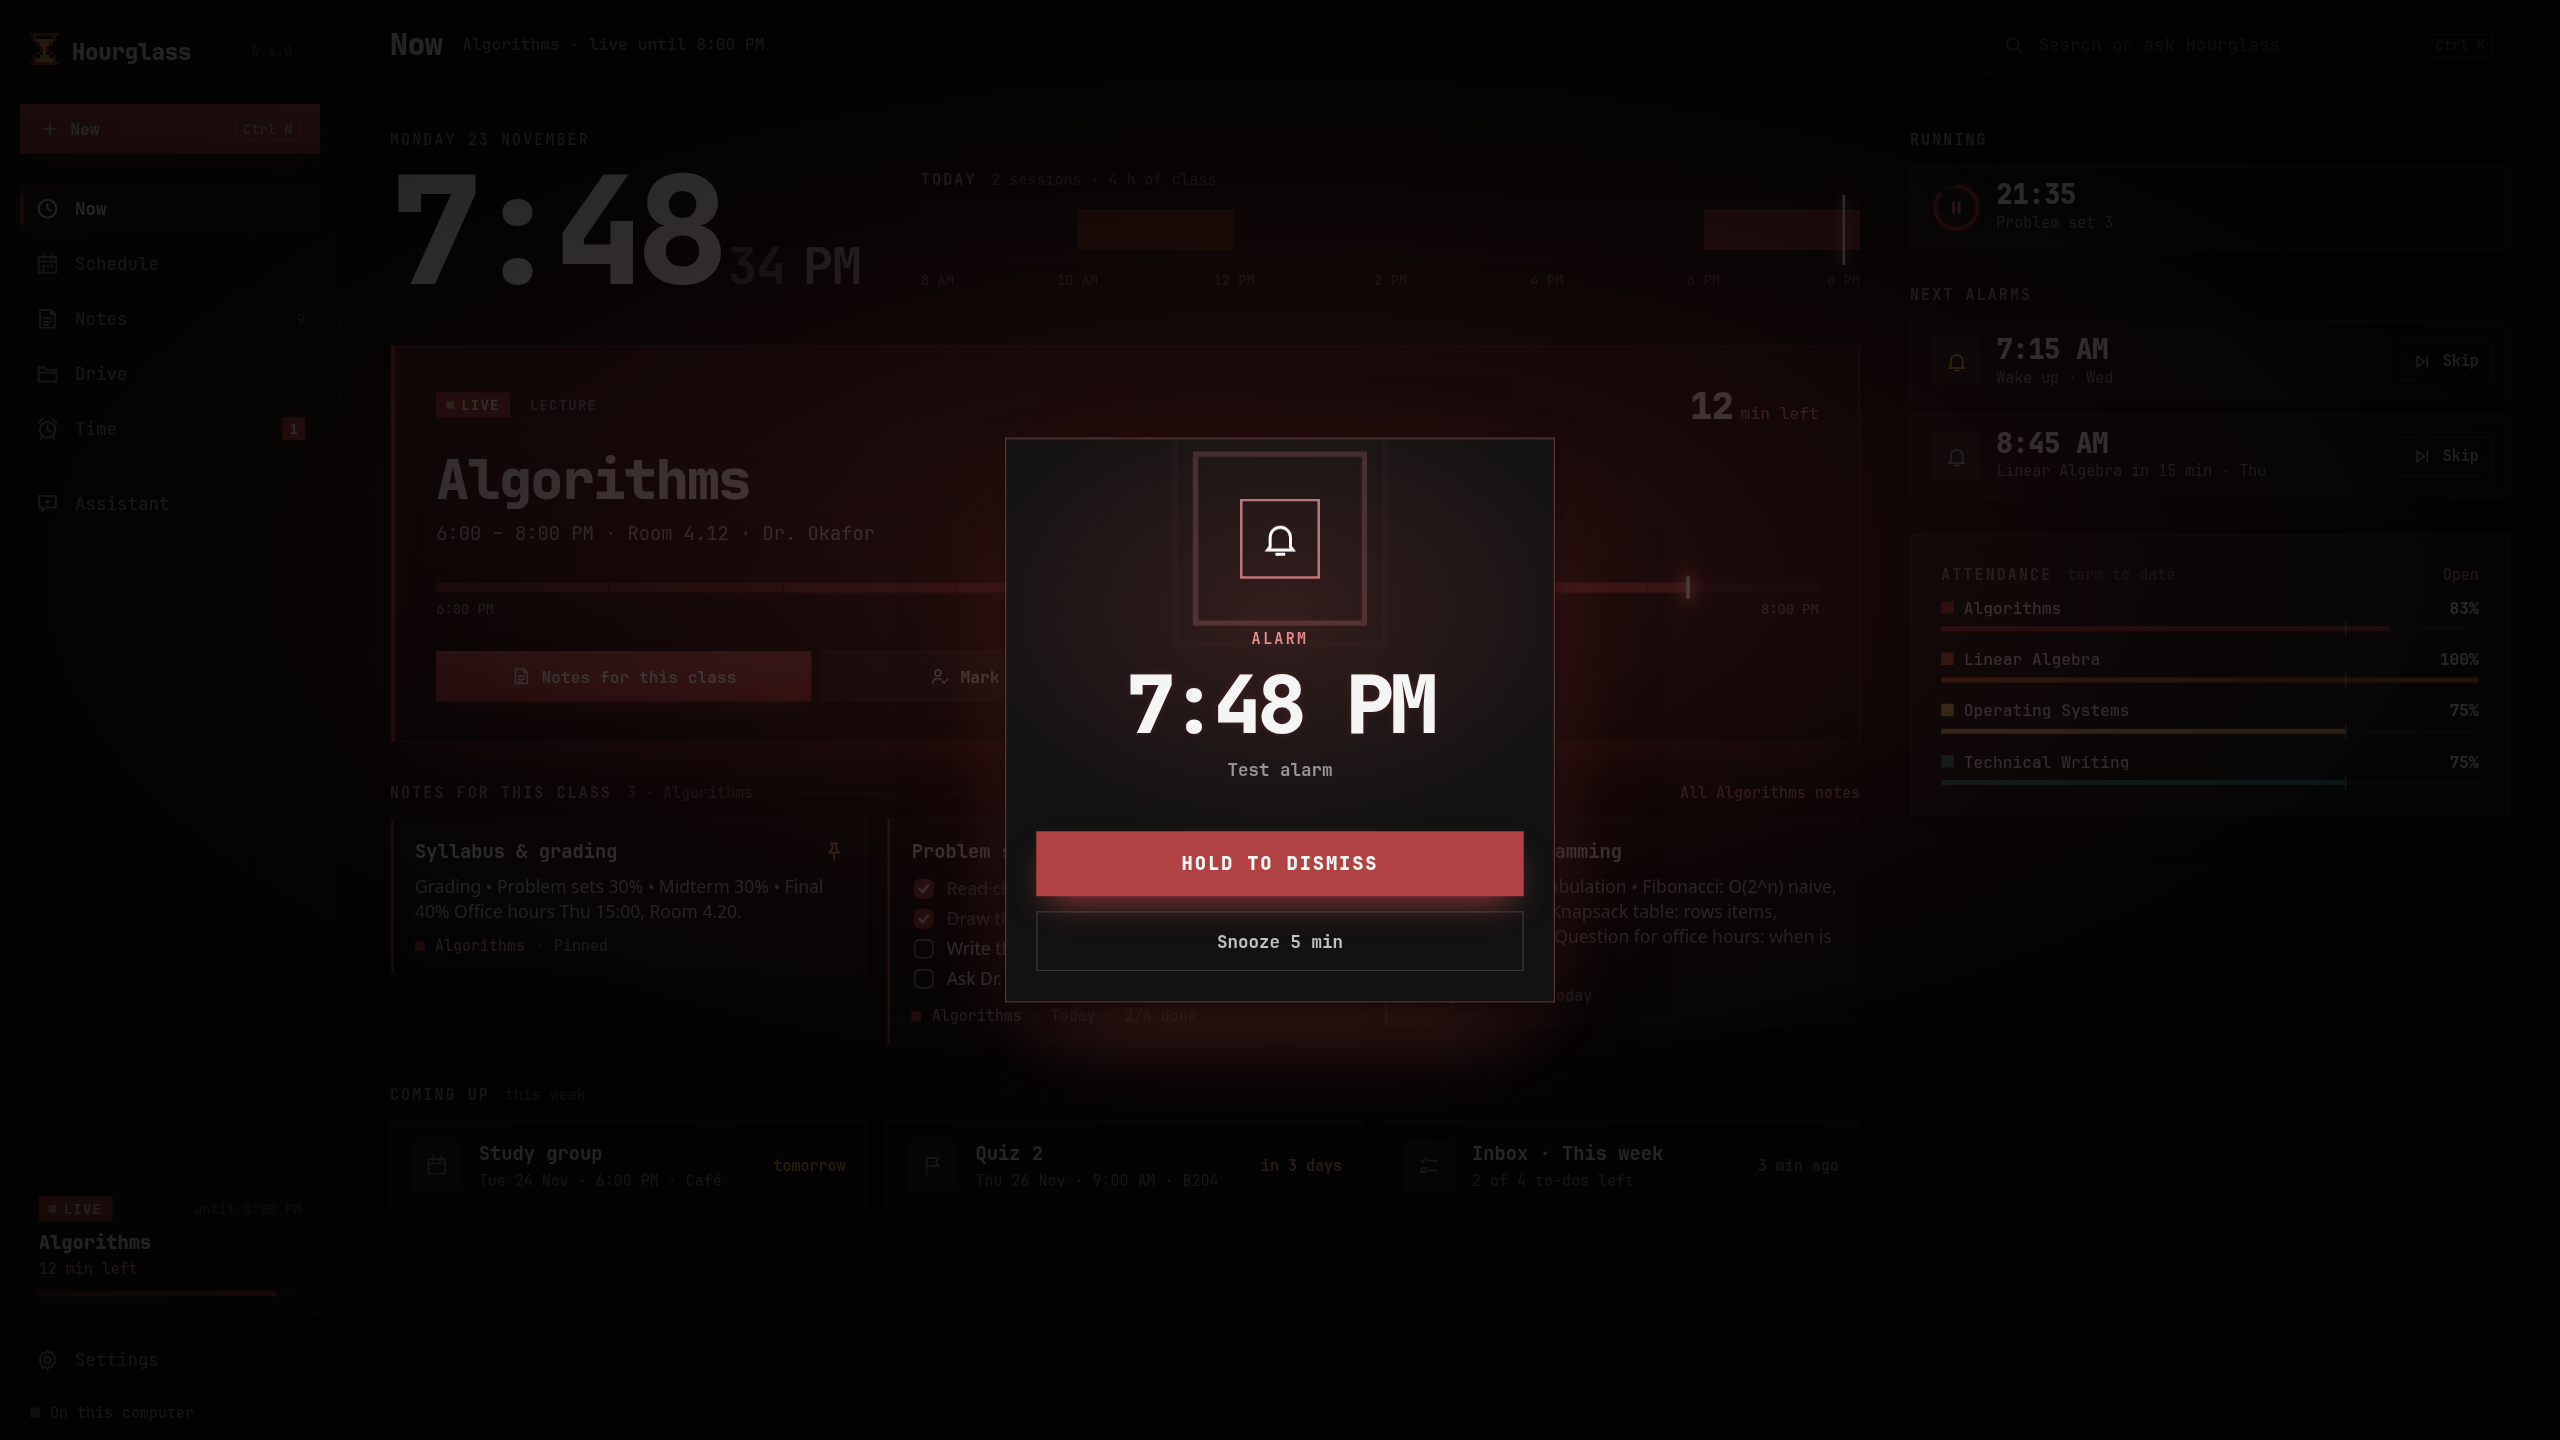 Hourglass 0.4.0
New Ctrl N
Now
Schedule
Notes 9
Drive
Time 1
Assistant
LIVE until 8:00 PM
Algorithms
12 min left
Settings
On this computer
Now Algorithms · live until 8:00 PM
Search or ask Hourglass Ctrl K
MONDAY 23 NOVEMBER
7:48 34 PM
TODAY 2 sessions · 4 h of class
8 AM 10 AM 12 PM 2 PM 4 PM 6 PM 8 PM
LIVE LECTURE
12 min left
Algorithms
6:00 – 8:00 PM · Room 4.12 · Dr. Okafor
6:00 PM 8:00 PM
Notes for this class
Mark
NOTES FOR THIS CLASS 3 · Algorithms
All Algorithms notes
Syllabus & grading
Grading • Problem sets 30% • Midterm 30% • Final
40% Office hours Thu 15:00, Room 4.20.
Algorithms · Pinned
Problem
Read
Draw
Write
Ask Dr.
Algorithms · Today · 2/4 done
Fibonacci: O(2^n) naive,
table: rows items,
Question for office hours: when is
COMING UP this week
Study group
Tue 24 Nov · 6:00 PM · Café
tomorrow
Quiz 2
Thu 26 Nov · 9:00 AM · B204
in 3 days
Inbox · This week
2 of 4 to-dos left
3 min ago
RUNNING
21:35
Problem set 3
NEXT ALARMS
7:15 AM
Wake up · Wed
Skip
8:45 AM
Linear Algebra in 15 min · Thu
Skip
ATTENDANCE term to date Open
Algorithms 83%
Linear Algebra 100%
Operating Systems 75%
Technical Writing 75%
ALARM
7:48 PM
Test alarm
HOLD TO DISMISS
Snooze 5 min